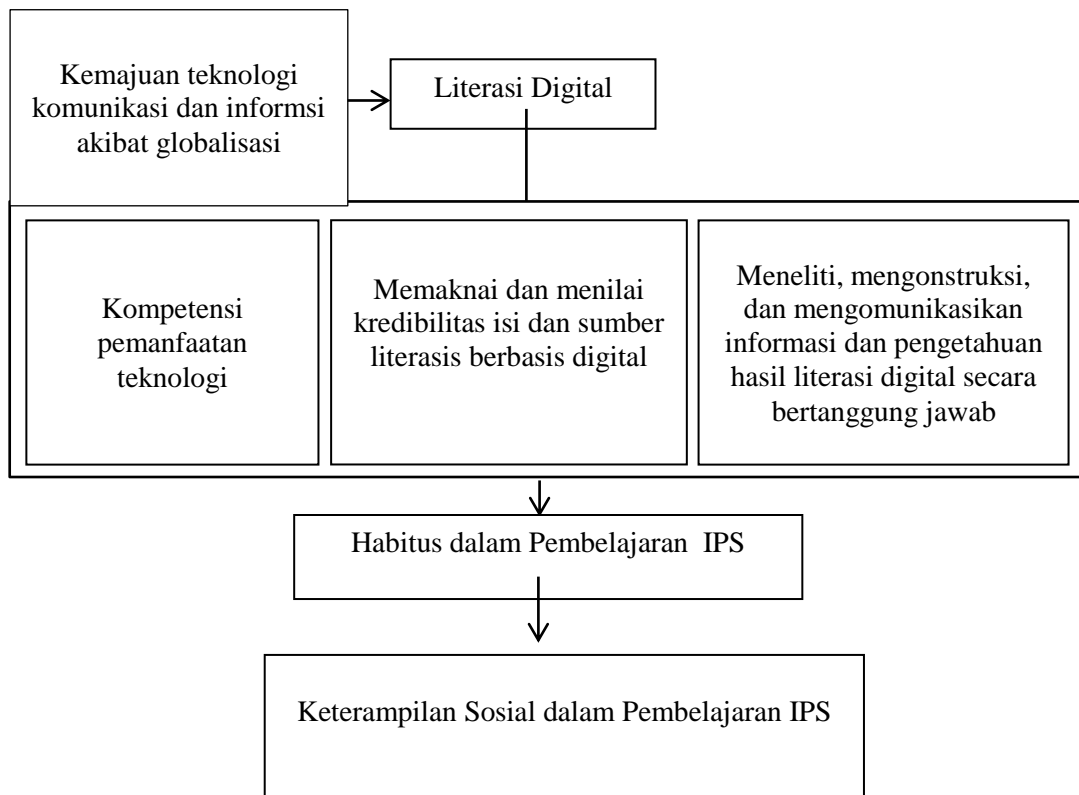 Kemajuan teknologi
komunikasi dan informsi
akibat globalisasi
Literasi Digital
Kompetensi
pemanfaatan
teknologi
Memaknai dan menilai
kredibilitas isi dan sumber
literasis berbasis digital
Meneliti, mengonstruksi,
dan mengomunikasikan
informasi dan pengetahuan
hasil literasi digital secara
bertanggung jawab
Habitus dalam Pembelajaran IPS
Keterampilan Sosial dalam Pembelajaran IPS